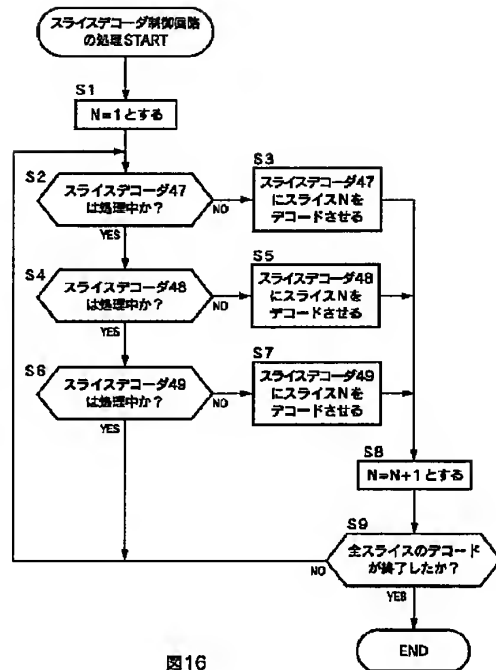 スライスデコーダ制御回路
の処理START
S1
N=1とする
S2
スライスデコーダ47
は処理中か?
NO
YES
S3
スライスデコーダ47
にスライスNを
デコードさせる
S4
スライスデコーダ48
は処理中か?
NO
YES
S5
スライスデコーダ48
にスライスNを
デコードさせる
S6
スライスデコーダ49
は処理中か?
NO
YES
S7
スライスデコーダ49
にスライスNを
デコードさせる
S8
N=N+1とする
S9
全スライスのデコード
が終了したか?
NO
YES
END
図16